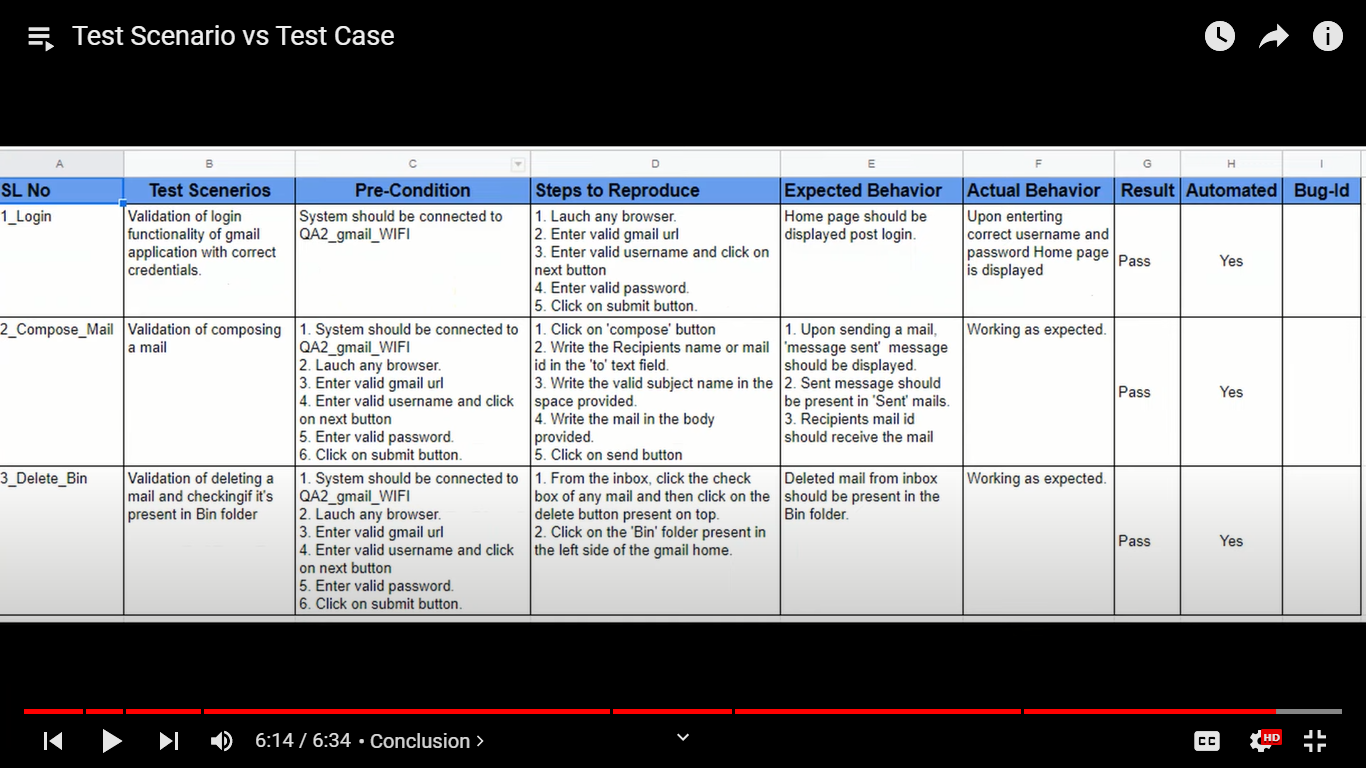 Test Scenario vs Test Case
A B C D E F G H I
SL No Test Scenerios Pre-Condition Steps to Reproduce Expected Behavior Actual Behavior Result Automated Bug-Id
1_Login
Validation of login
functionality of gmail
application with correct
credentials.
System should be connected to
QA2_gmail_WIFI
1. Lauch any browser.
2. Enter valid gmail url
3. Enter valid username and click on
next button
4. Enter valid password.
5. Click on submit button.
Home page should be
displayed post login.
Upon entering
correct username and
password Home page
is displayed
Pass
Yes
2_Compose_Mail
Validation of composing
a mail
1. System should be connected to
QA2_gmail_WIFI
2. Lauch any browser.
3. Enter valid gmail url
4. Enter valid username and click
on next button
5. Enter valid password.
6. Click on submit button.
1. Click on 'compose' button
2. Write the Recipients name or mail
id in the 'to' text field.
3. Write the valid subject name in the
space provided.
4. Write the mail in the body
provided.
5. Click on send button
1. Upon sending a mail,
'message sent' message
should be displayed.
2. Sent message should
be present in 'Sent' mails.
3. Recipients mail id
should receive the mail
Working as expected.
Pass
Yes
3_Delete_Bin
Validation of deleting a
mail and checkingif it's
present in Bin folder
1. System should be connected to
QA2_gmail_WIFI
2. Lauch any browser.
3. Enter valid gmail url
4. Enter valid username and click
on next button
5. Enter valid password.
6. Click on submit button.
1. From the inbox, click the check
box of any mail and then click on the
delete button present on top.
2. Click on the 'Bin' folder present in
the left side of the gmail home.
Deleted mail from inbox
should be present in the
Bin folder.
Working as expected.
Pass
Yes
6:14 / 6:34 • Conclusion
CC
HD